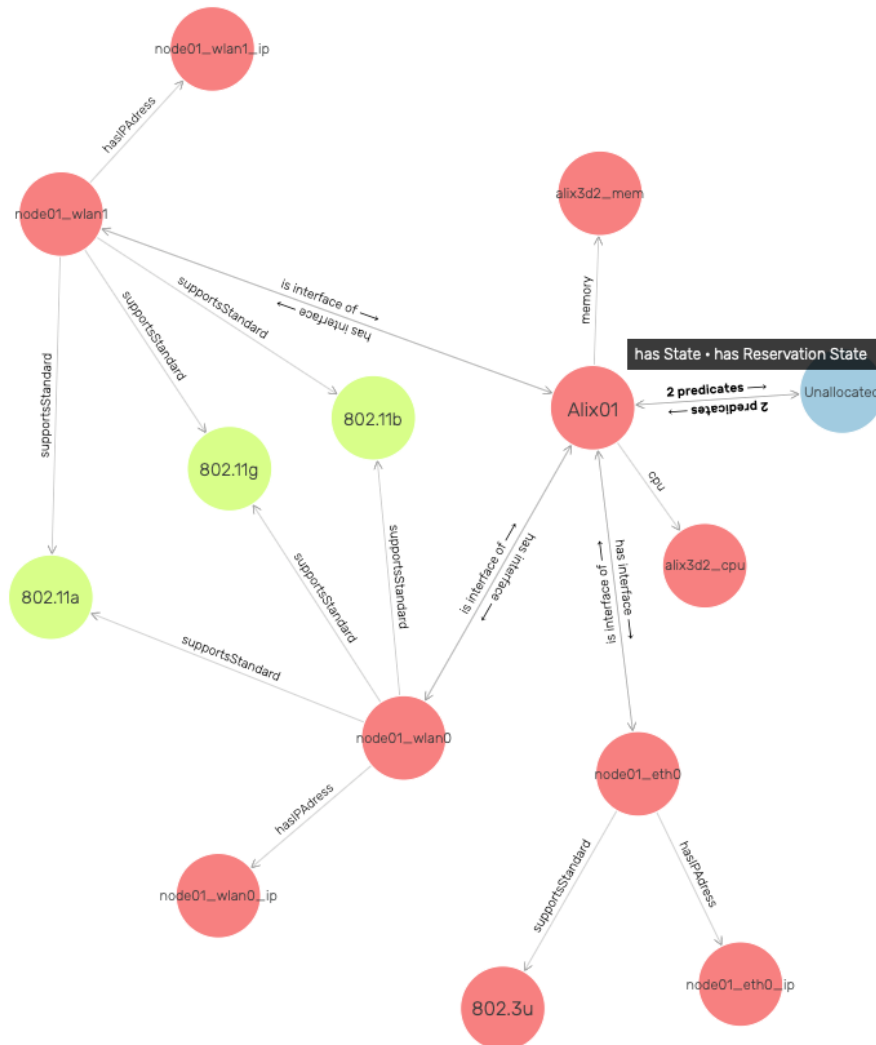 node01_wlan1_ip
hasIPAdress
node01_wlan1
alix3d2_mem
supportsStandard
supportsStandard
supportsStandard
is interface of ⟶
⟵ has interface
memory
has State • has Reservation State
Unallocated
2 predicates ⟶
⟵ 2 predicates
Alix01
802.11b
802.11g
cpu
alix3d2_cpu
802.11a
supportsStandard
supportsStandard
supportsStandard
is interface of ⟶
⟵ has interface
has interface ⟶
⟵ is interface of
node01_wlan0
node01_eth0
hasIPAdress
node01_wlan0_ip
supportsStandard
hasIPAdress
802.3u
node01_eth0_ip